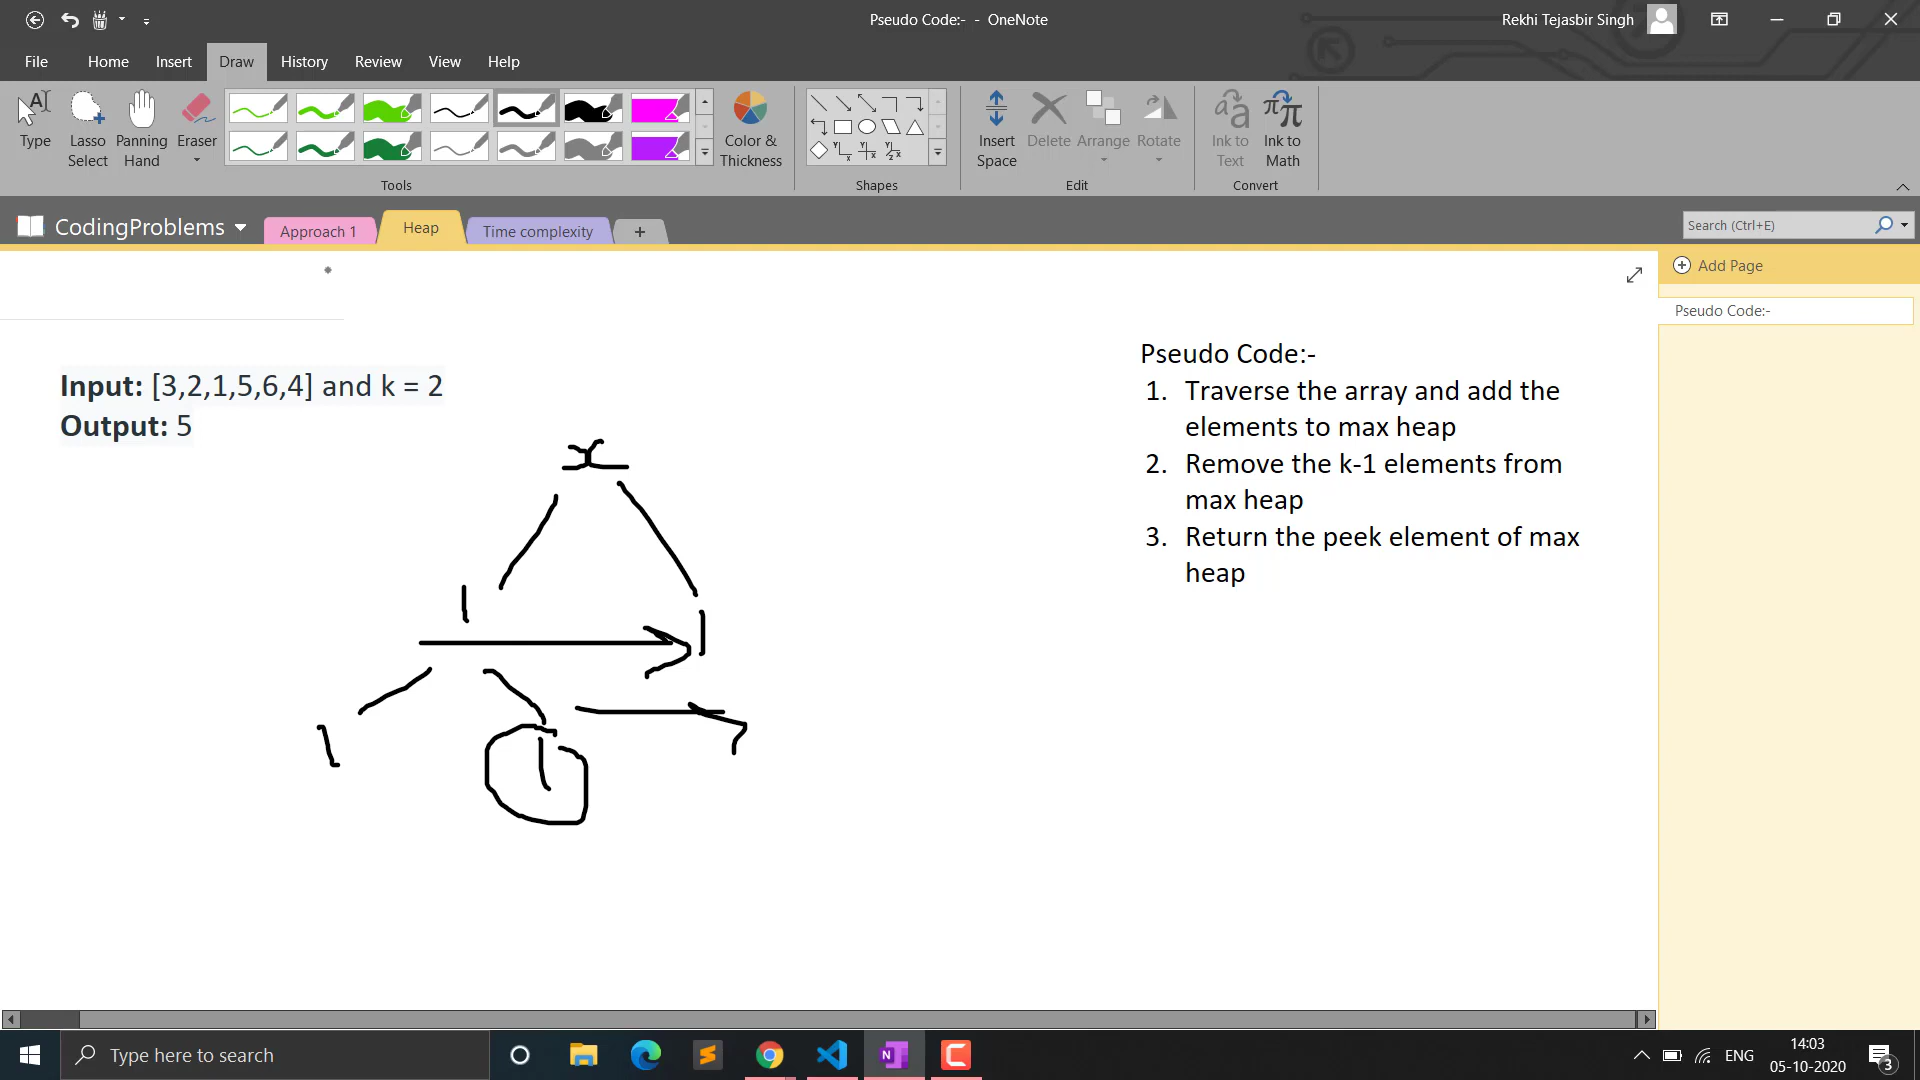 Pseudo Code:- - OneNote
Rekhi Tejasbir Singh
File Home Insert Draw History Review View Help
Type
Lasso Select
Panning Hand
Eraser
Color & Thickness
Insert Space
Delete
Arrange
Rotate
Ink to Text
Ink to Math
Tools
Shapes
Edit
Convert
CodingProblems
Approach 1
Heap
Time complexity
+
Search (Ctrl+E)
Add Page
Pseudo Code:-
Input: [3,2,1,5,6,4] and k = 2
Output: 5
x
1
1
1
1
Pseudo Code:-
1. Traverse the array and add the
elements to max heap
2. Remove the k-1 elements from
max heap
3. Return the peek element of max
heap
Type here to search
ENG
14:03
05-10-2020
3